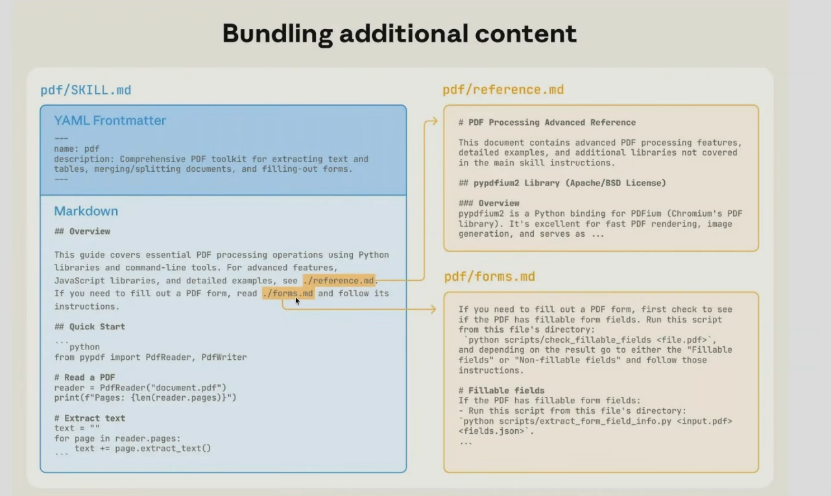 Bundling additional content
pdf/SKILL.md
YAML Frontmatter
---
name: pdf
description: Comprehensive PDF toolkit for extracting text and
tables, merging/splitting documents, and filling-out forms.
---
Markdown
## Overview
This guide covers essential PDF processing operations using Python
libraries and command-line tools. For advanced features,
JavaScript libraries, and detailed examples, see ./reference.md.
If you need to fill out a PDF form, read ./forms.md and follow its
instructions.
## Quick Start
```python
from pypdf import PdfReader, PdfWriter
# Read a PDF
reader = PdfReader("document.pdf")
print(f"Pages: {len(reader.pages)}")
# Extract text
text = ""
for page in reader.pages:
    text += page.extract_text()
```
pdf/reference.md
# PDF Processing Advanced Reference
This document contains advanced PDF processing features,
detailed examples, and additional libraries not covered
in the main skill instructions.
## pypdfium2 Library (Apache/BSD License)
### Overview
pypdfium2 is a Python binding for PDFium (Chromium's PDF
library). It's excellent for fast PDF rendering, image
generation, and serves as ...
pdf/forms.md
If you need to fill out a PDF form, first check to see
if the PDF has fillable form fields. Run this script
from this file's directory:
`python scripts/check_fillable_fields <file.pdf>`,
and depending on the result go to either the "Fillable
fields" or "Non-fillable fields" and follow those
instructions.
# Fillable fields
If the PDF has fillable form fields:
- Run this script from this file's directory:
`python scripts/extract_form_field_info.py <input.pdf>
<fields.json>`.
...